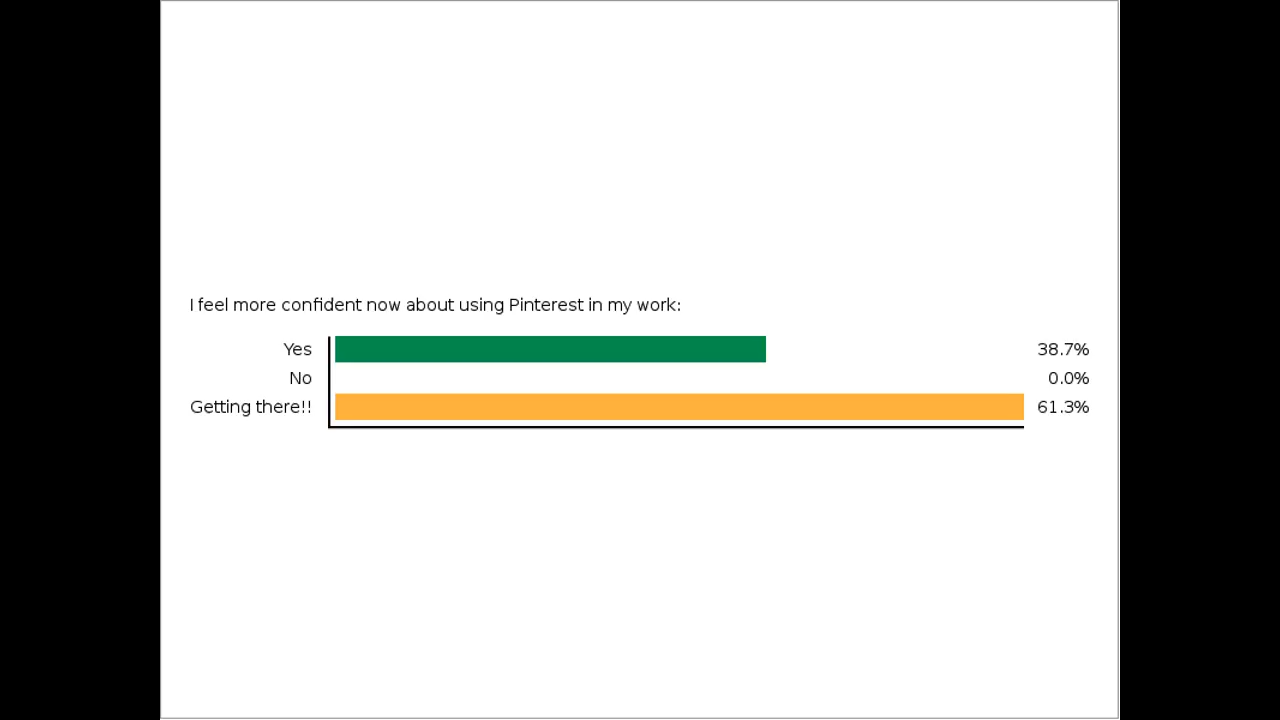 I feel more confident now about using Pinterest in my work:
Yes 38.7%
No 0.0%
Getting there!! 61.3%